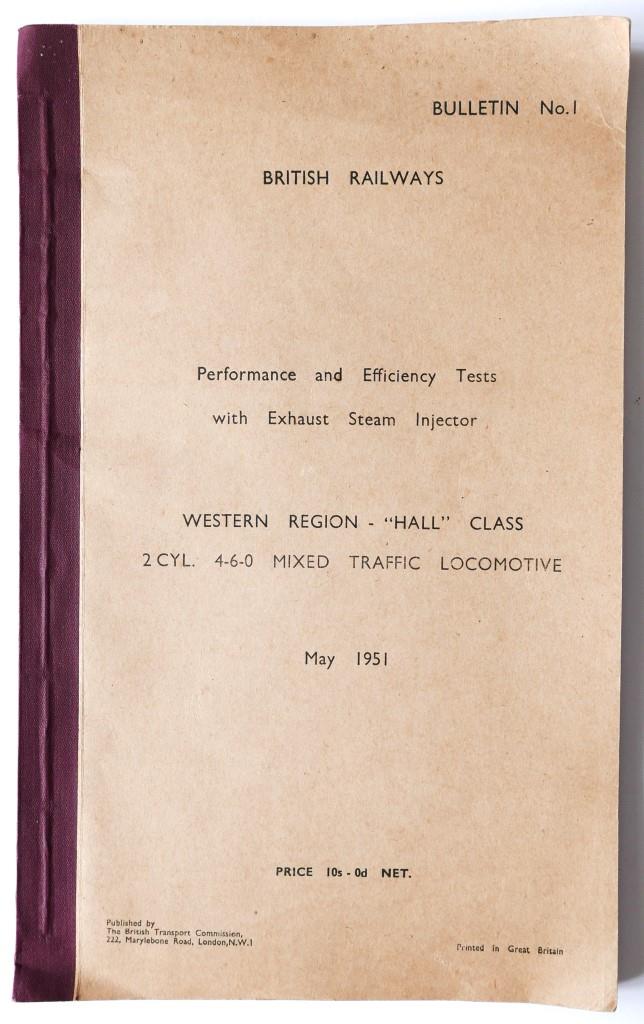 BULLETIN No. 1
BRITISH RAILWAYS
Performance and Efficiency Tests
with Exhaust Steam Injector
WESTERN REGION - "HALL" CLASS
2 CYL. 4-6-0 MIXED TRAFFIC LOCOMOTIVE
May 1951
PRICE 10s - 0d NET.
Published by
The British Transport Commission,
222, Marylebone Road, London, N.W.1
Printed in Great Britain